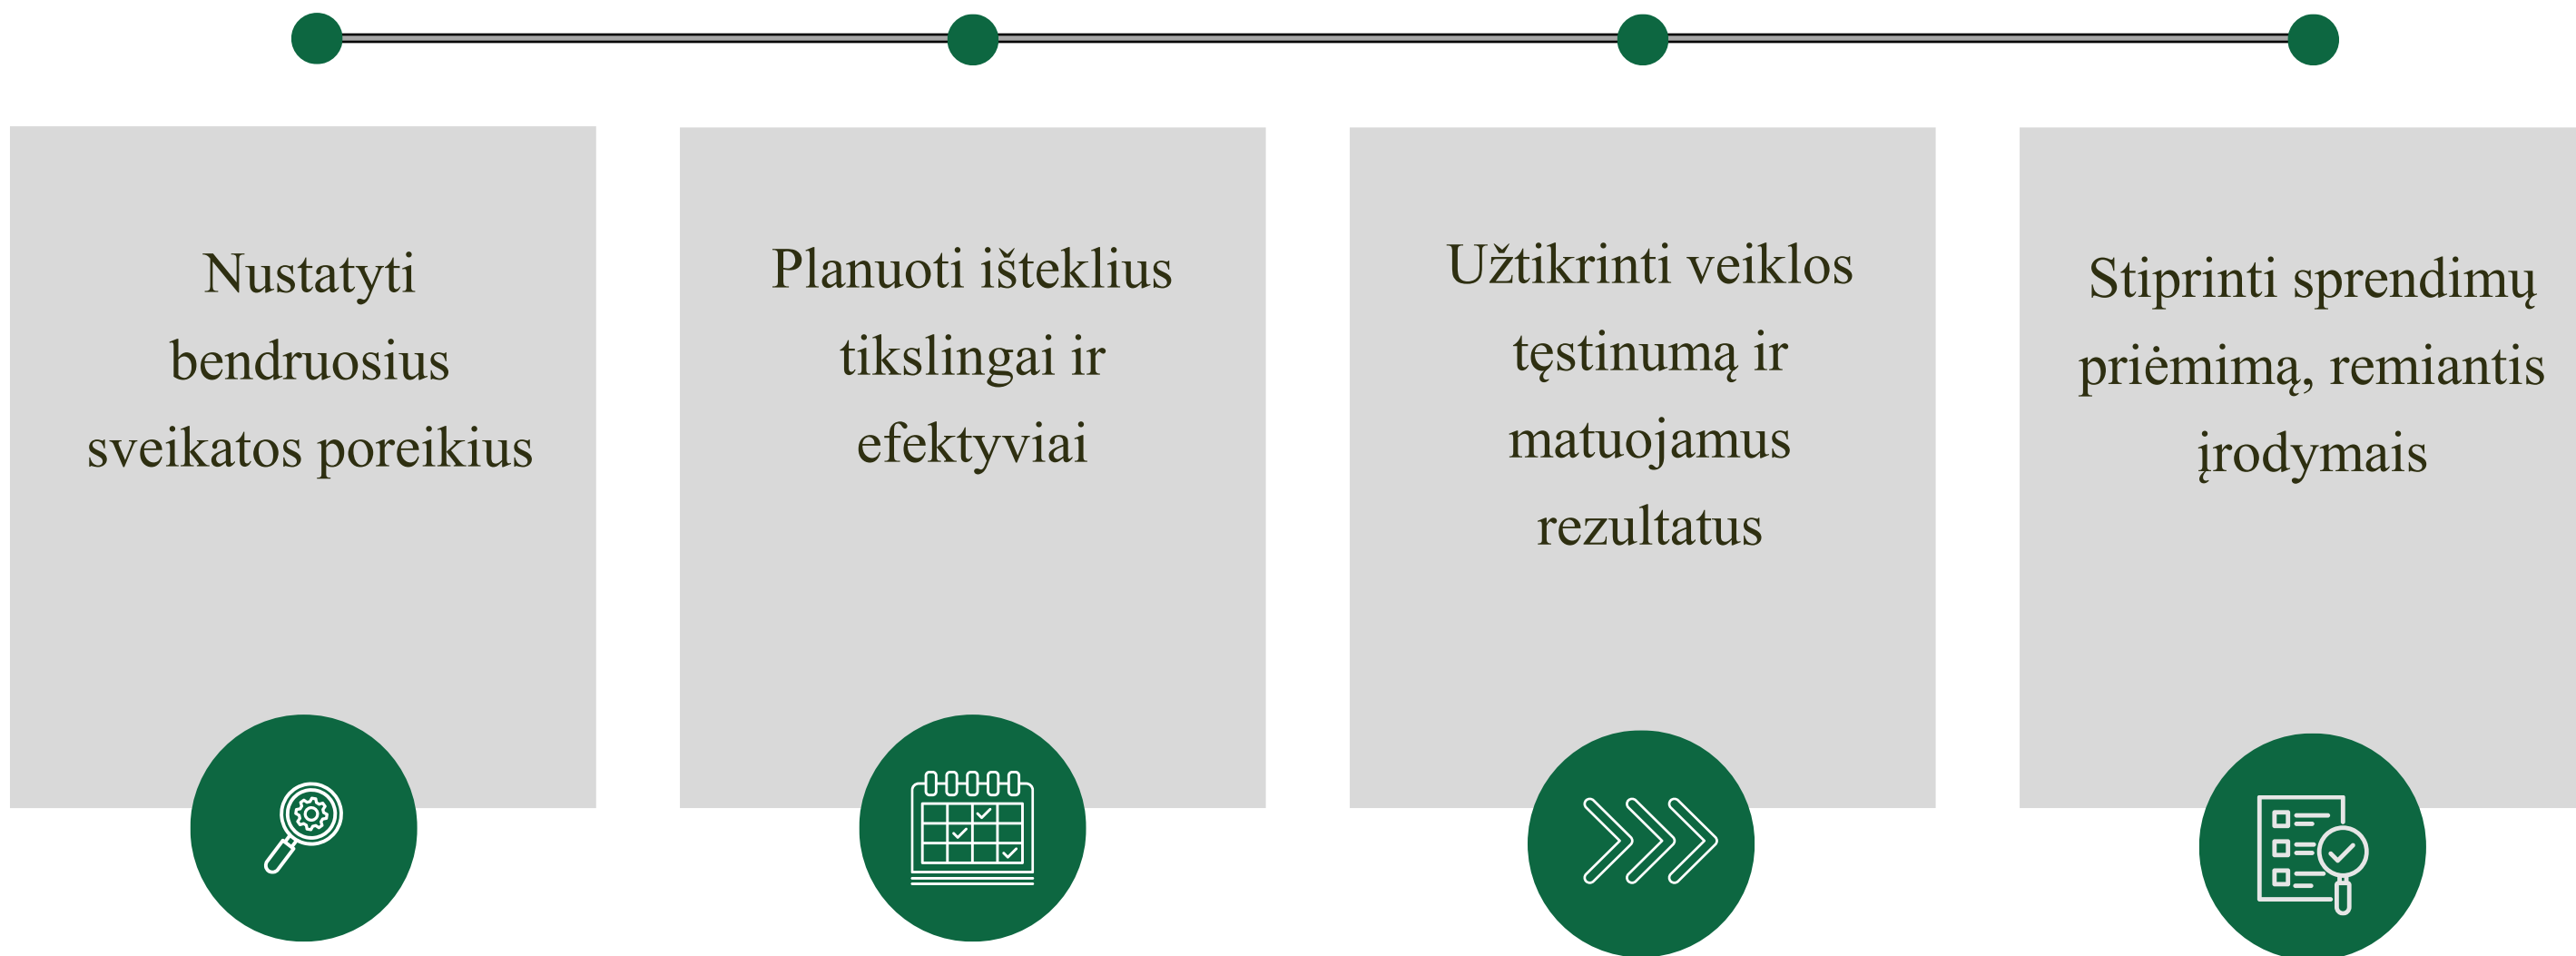 Nustatyti
bendruosius
sveikatos poreikius
Planuoti išteklius
tikslingai ir
efektyviai
Užtikrinti veiklos
tęstinumą ir
matuojamus
rezultatus
Stiprinti sprendimų
priėmimą, remiantis
įrodymais